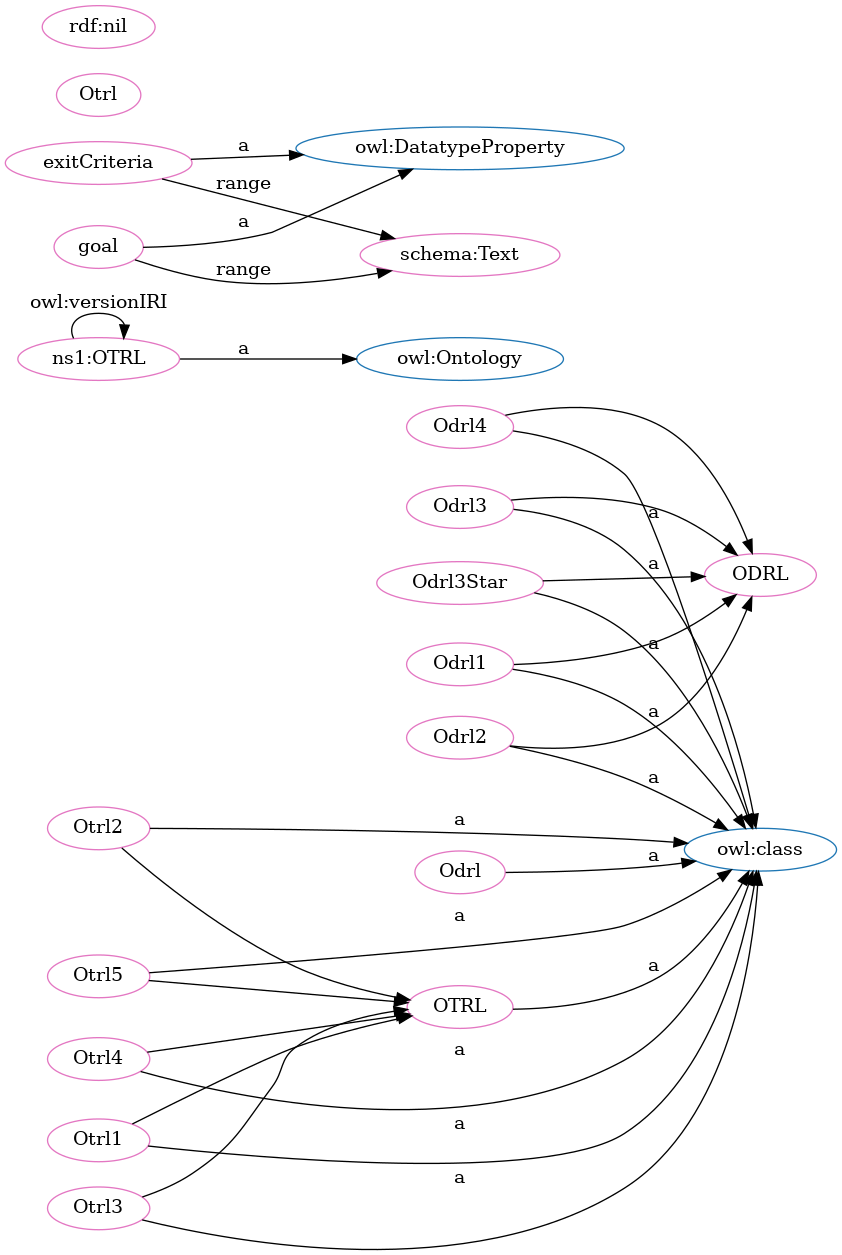 rdf:nil
Otrl
exitCriteria
a
owl:DatatypeProperty
range
a
goal
schema:Text
range
owl:versionIRI
ns1:OTRL
a
owl:Ontology
Odrl4
Odrl3
a
a
Odrl3Star
ODRL
a
Odrl1
a
Odrl2
a
Otrl2
a
owl:class
Odrl
a
a
Otrl5
a
OTRL
a
Otrl4
a
Otrl1
a
Otrl3